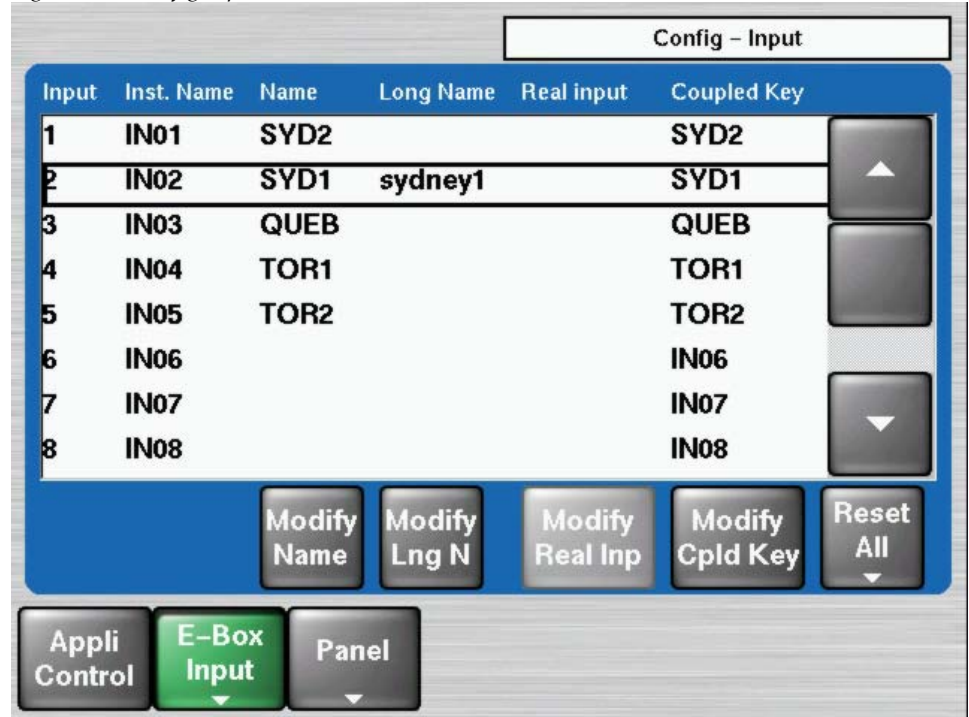 Config – Input
Input Inst. Name Name Long Name Real input Coupled Key
1 IN01 SYD2 SYD2
2 IN02 SYD1 sydney1 SYD1
3 IN03 QUEB QUEB
4 IN04 TOR1 TOR1
5 IN05 TOR2 TOR2
6 IN06 IN06
7 IN07 IN07
8 IN08 IN08
Modify Name
Modify Lng N
Modify Real Inp
Modify Cpld Key
Reset All
Appli Control
E–Box Input
Panel